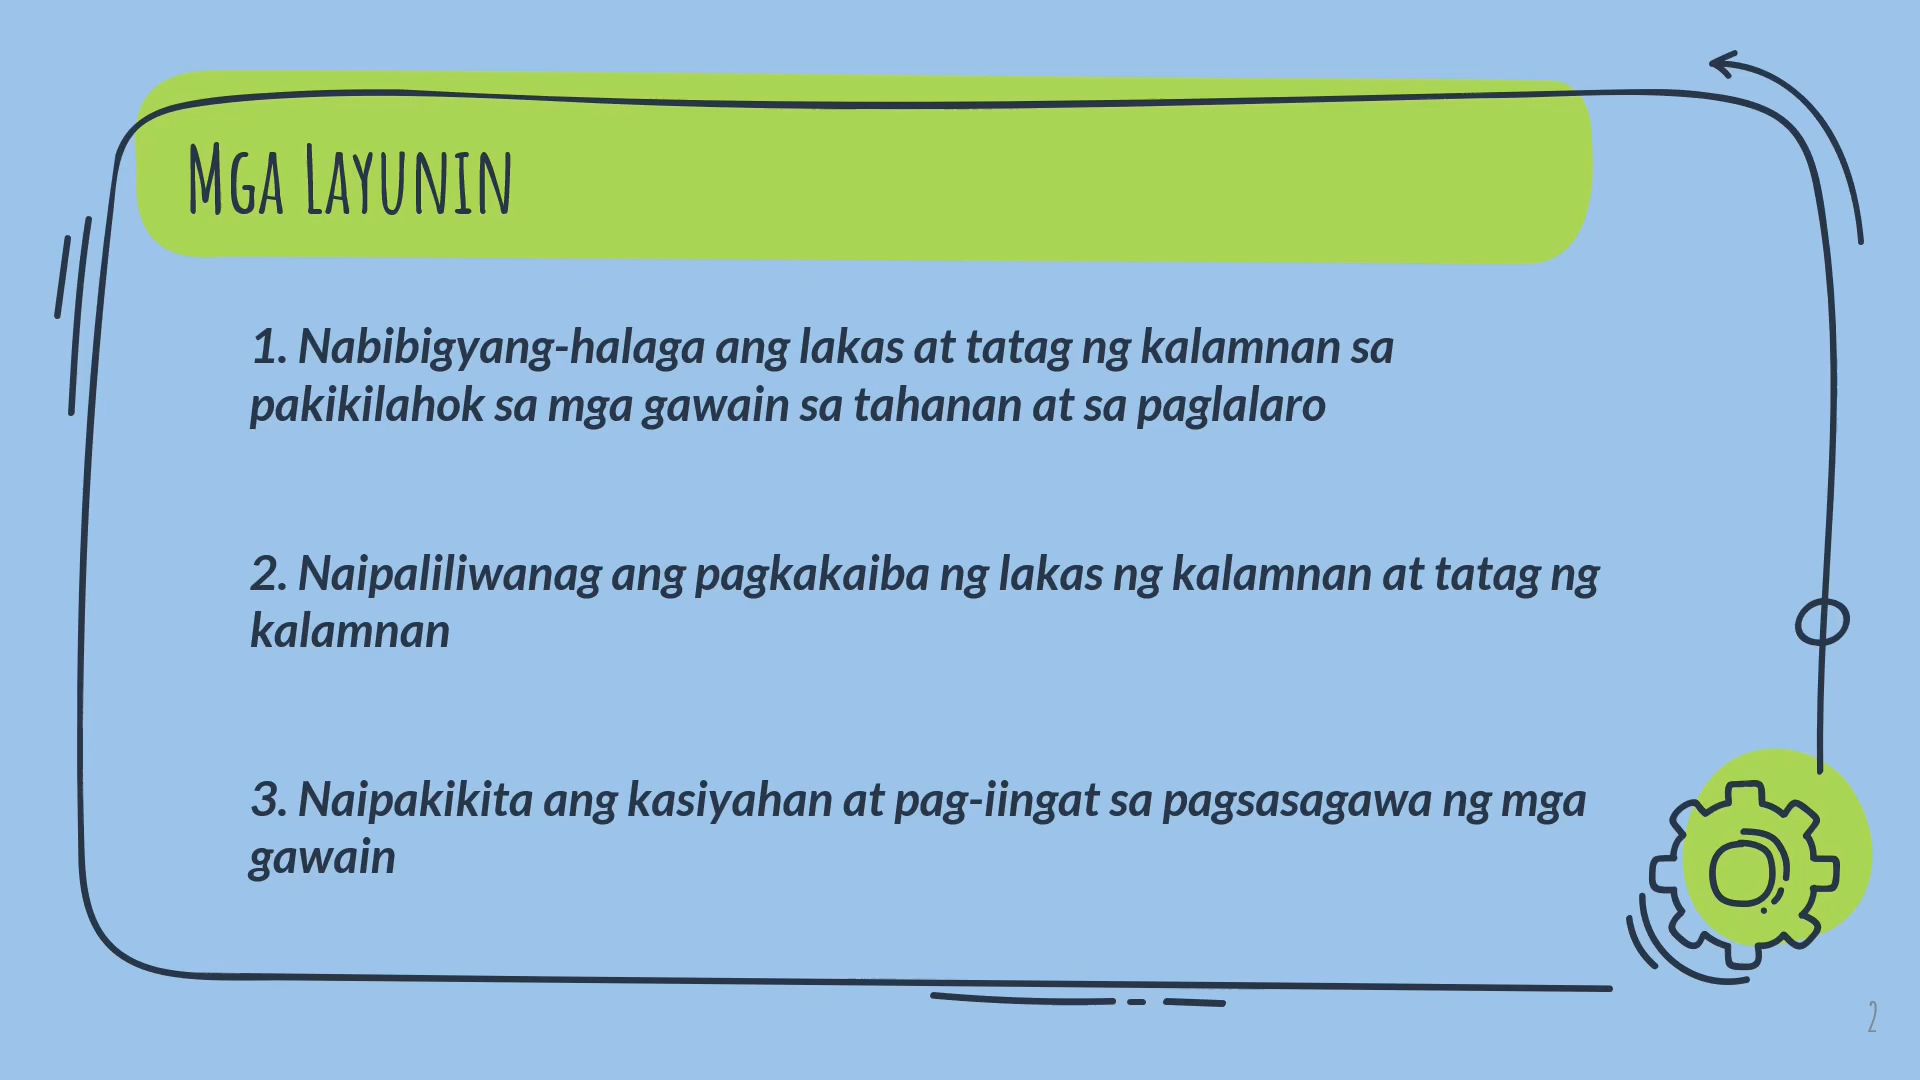 Mga Layunin
1. Nabibigyang-halaga ang lakas at tatag ng kalamnan sa
pakikilahok sa mga gawain sa tahanan at sa paglalaro
2. Naipaliliwanag ang pagkakaiba ng lakas ng kalamnan at tatag ng
kalamnan
3. Naipakikita ang kasiyahan at pag-iingat sa pagsasagawa ng mga
gawain
2